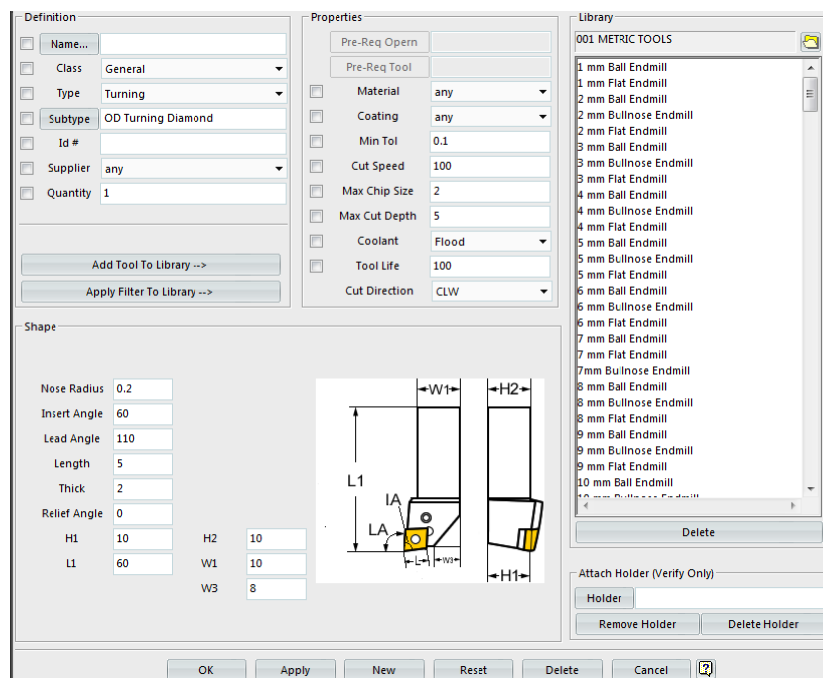 Definition
Name...
Class General
Type Turning
Subtype OD Turning Diamond
Id #
Supplier any
Quantity 1
Add Tool To Library -->
Apply Filter To Library -->
Properties
Pre-Req Opern
Pre-Req Tool
Material any
Coating any
Min Tol 0.1
Cut Speed 100
Max Chip Size 2
Max Cut Depth 5
Coolant Flood
Tool Life 100
Cut Direction CLW
Library
001 METRIC TOOLS
1 mm Ball Endmill
1 mm Flat Endmill
2 mm Ball Endmill
2 mm Bullnose Endmill
2 mm Flat Endmill
3 mm Ball Endmill
3 mm Bullnose Endmill
3 mm Flat Endmill
4 mm Ball Endmill
4 mm Bullnose Endmill
4 mm Flat Endmill
5 mm Ball Endmill
5 mm Bullnose Endmill
5 mm Flat Endmill
6 mm Ball Endmill
6 mm Bullnose Endmill
6 mm Flat Endmill
7 mm Ball Endmill
7 mm Flat Endmill
7mm Bullnose Endmill
8 mm Ball Endmill
8 mm Bullnose Endmill
8 mm Flat Endmill
9 mm Ball Endmill
9 mm Bullnose Endmill
9 mm Flat Endmill
10 mm Ball Endmill
10 mm Bullnose Endmill
Delete
Shape
Nose Radius 0.2
Insert Angle 60
Lead Angle 110
Length 5
Thick 2
Relief Angle 0
H1 10 H2 10
L1 60 W1 10
W3 8
W1 H2
L1
IA
LA
L W3
H1
Attach Holder (Verify Only)
Holder
Remove Holder Delete Holder
OK Apply New Reset Delete Cancel ?